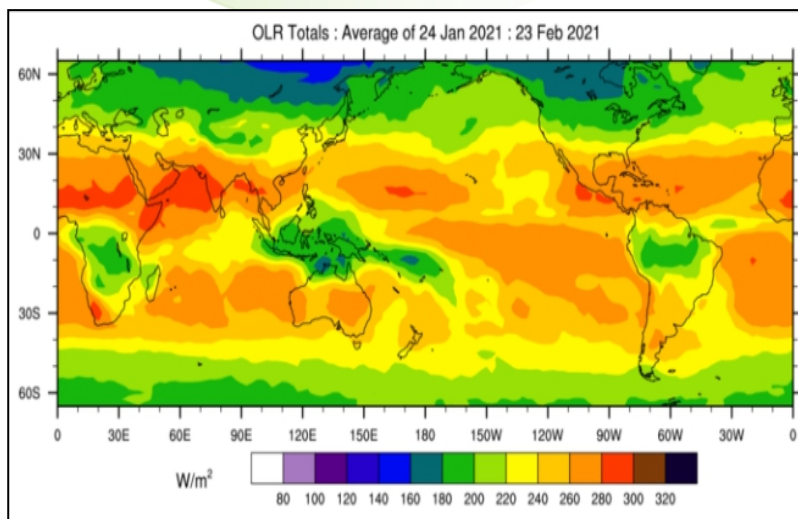 OLR Totals : Average of 24 Jan 2021 : 23 Feb 2021
60N
30N
0
30S
60S
0 30E 60E 90E 120E 150E 180 150W 120W 90W 60W 30W 0
W/m²
80 100 120 140 160 180 200 220 240 260 280 300 320